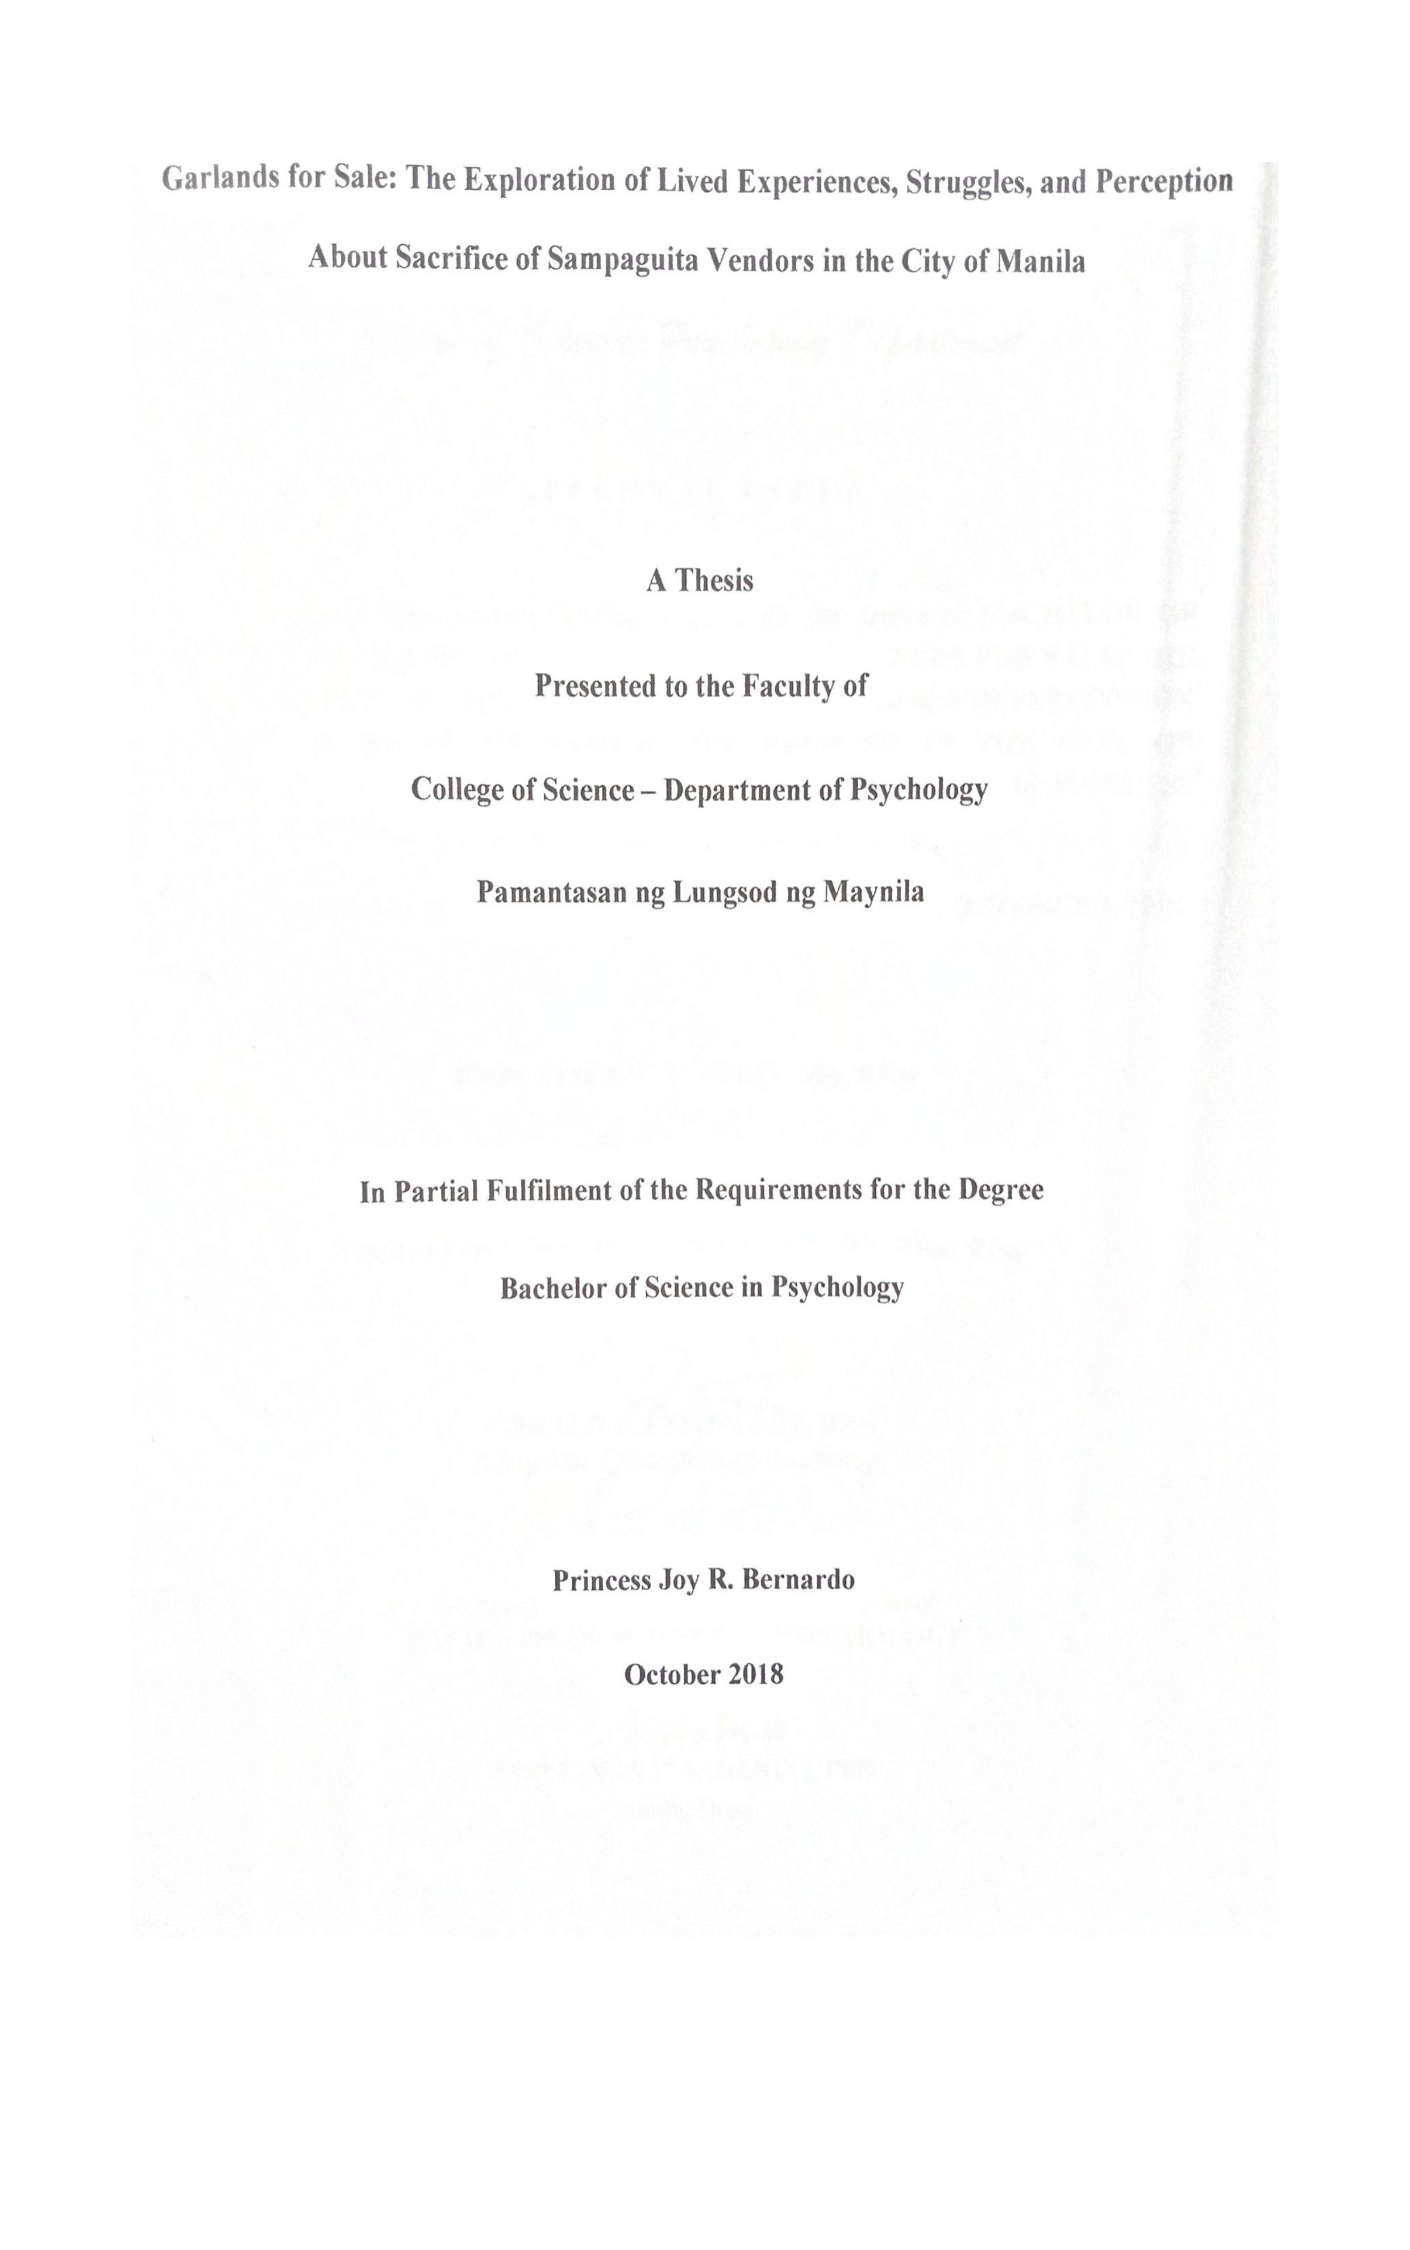 Garlands for Sale: The Exploration of Lived Experiences, Struggles, and Perception
About Sacrifice of Sampaguita Vendors in the City of Manila
A Thesis
Presented to the Faculty of
College of Science – Department of Psychology
Pamantasan ng Lungsod ng Maynila
In Partial Fulfilment of the Requirements for the Degree
Bachelor of Science in Psychology
Princess Joy R. Bernardo
October 2018